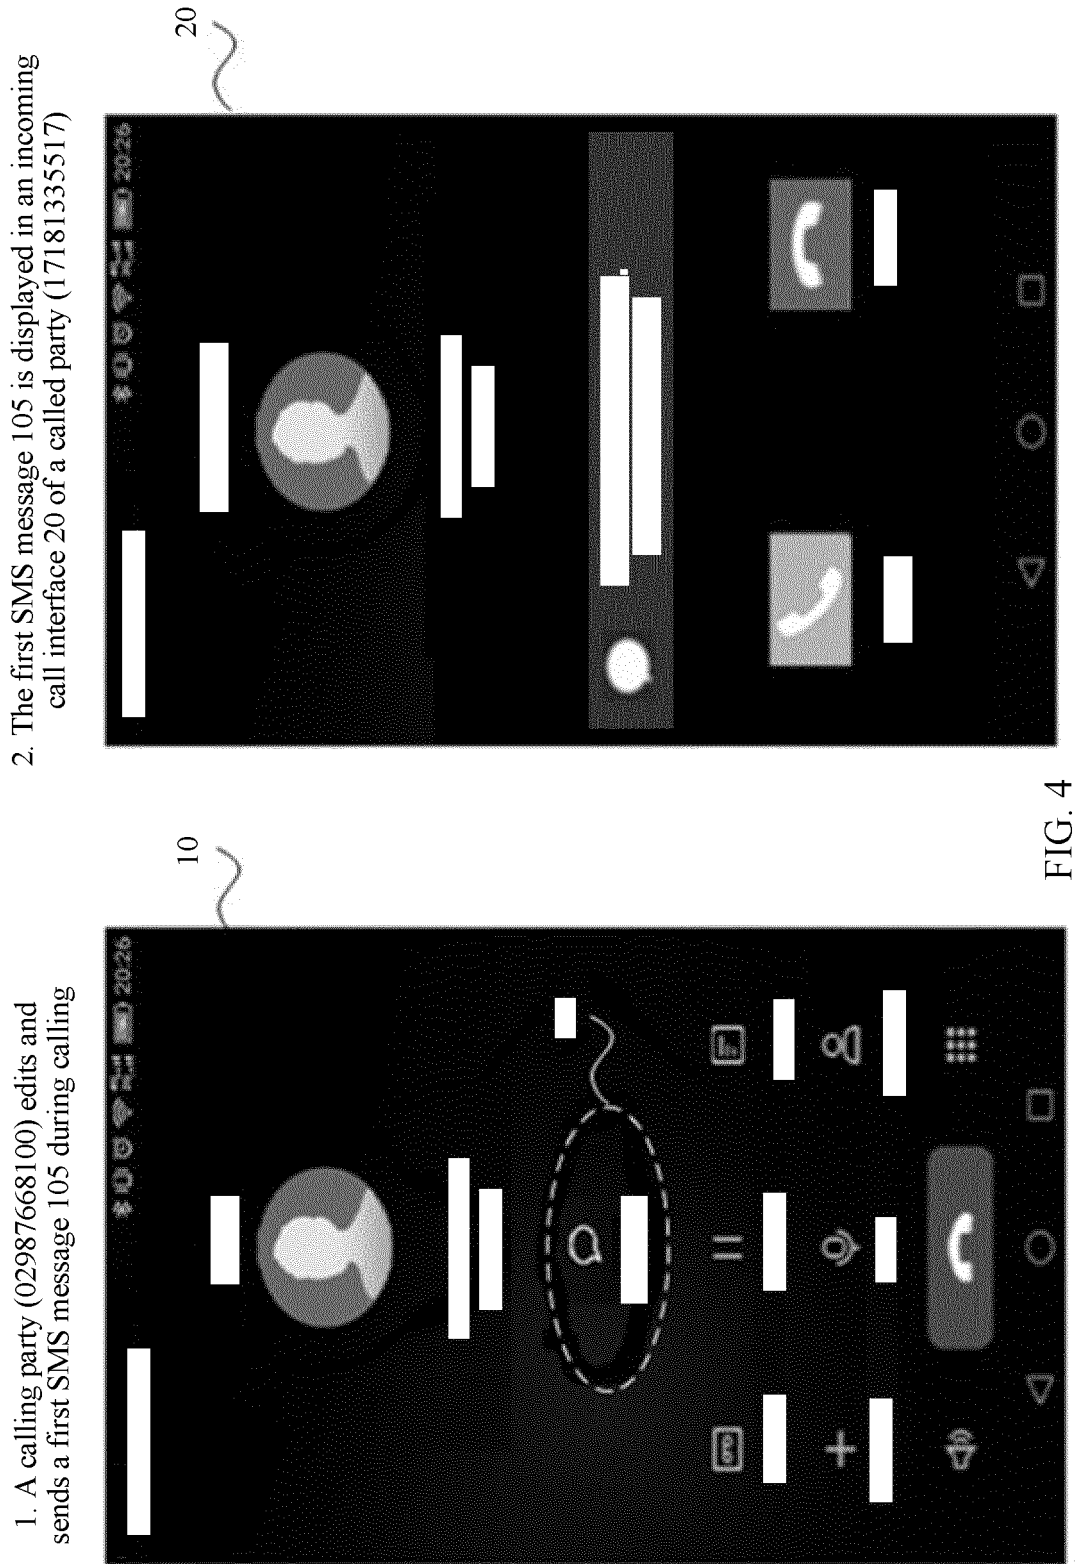 1. A calling party (02987668100) edits and
sends a first SMS message 105 during calling
10
20:26
2. The first SMS message 105 is displayed in an incoming
call interface 20 of a called party (17181335517)
20
20:26
FIG. 4